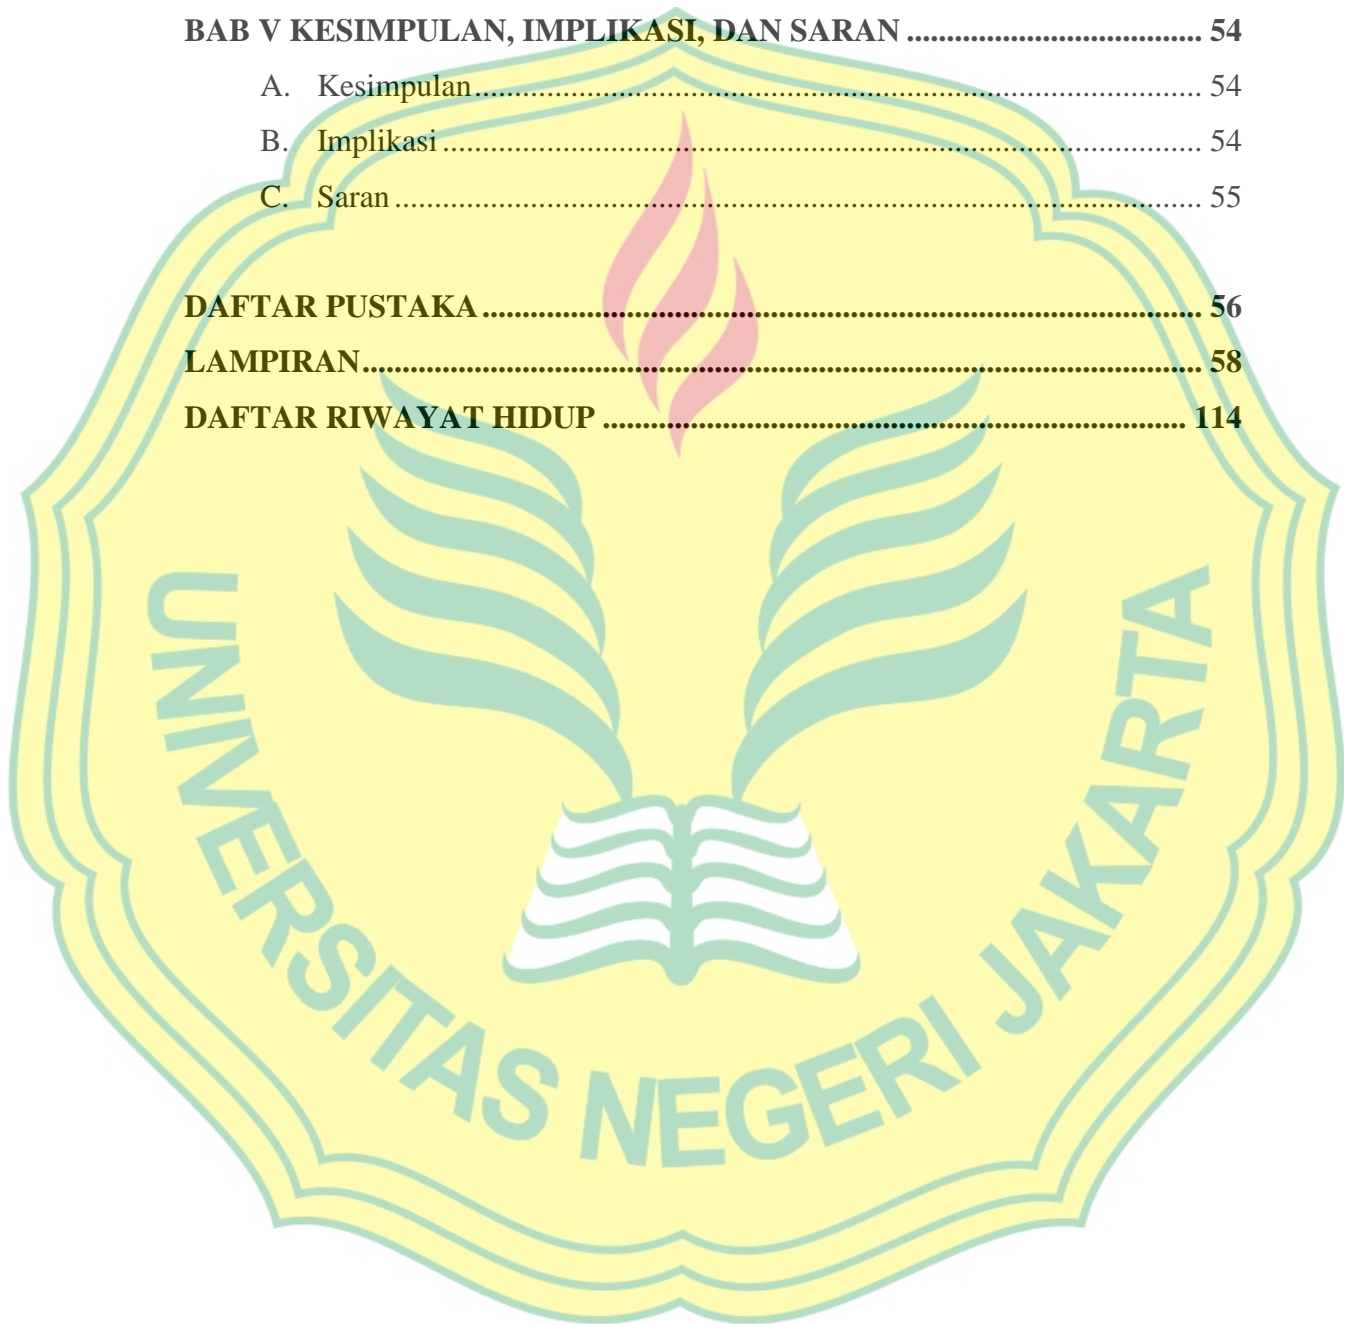 BAB V KESIMPULAN, IMPLIKASI, DAN SARAN .................................. 54
A. Kesimpulan.............................................................................................. 54
B. Implikasi .................................................................................................. 54
C. Saran ........................................................................................................ 55
DAFTAR PUSTAKA ...................................................................................... 56
LAMPIRAN..................................................................................................... 58
DAFTAR RIWAYAT HIDUP ...................................................................... 114
UNIVERSITAS NEGERI JAKARTA